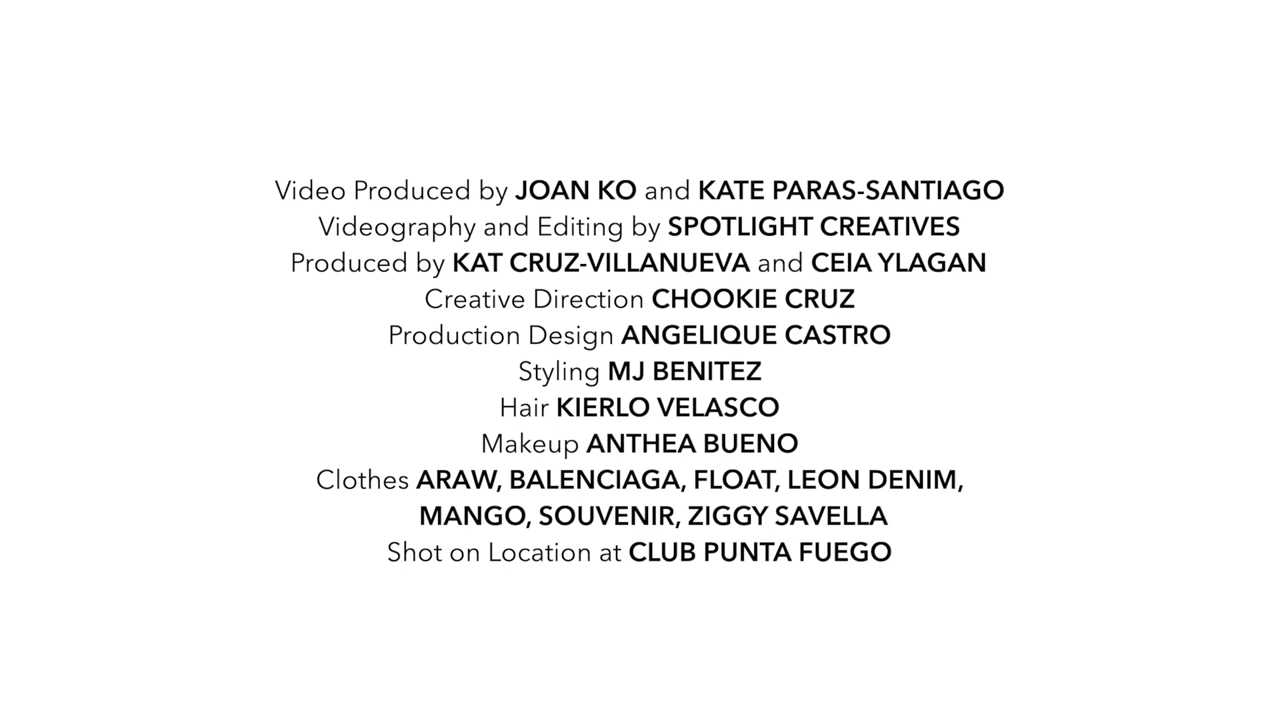 Video Produced by JOAN KO and KATE PARAS-SANTIAGO
Videography and Editing by SPOTLIGHT CREATIVES
Produced by KAT CRUZ-VILLANUEVA and CEIA YLAGAN
Creative Direction CHOOKIE CRUZ
Production Design ANGELIQUE CASTRO
Styling MJ BENITEZ
Hair KIERLO VELASCO
Makeup ANTHEA BUENO
Clothes ARAW, BALENCIAGA, FLOAT, LEON DENIM,
MANGO, SOUVENIR, ZIGGY SAVELLA
Shot on Location at CLUB PUNTA FUEGO